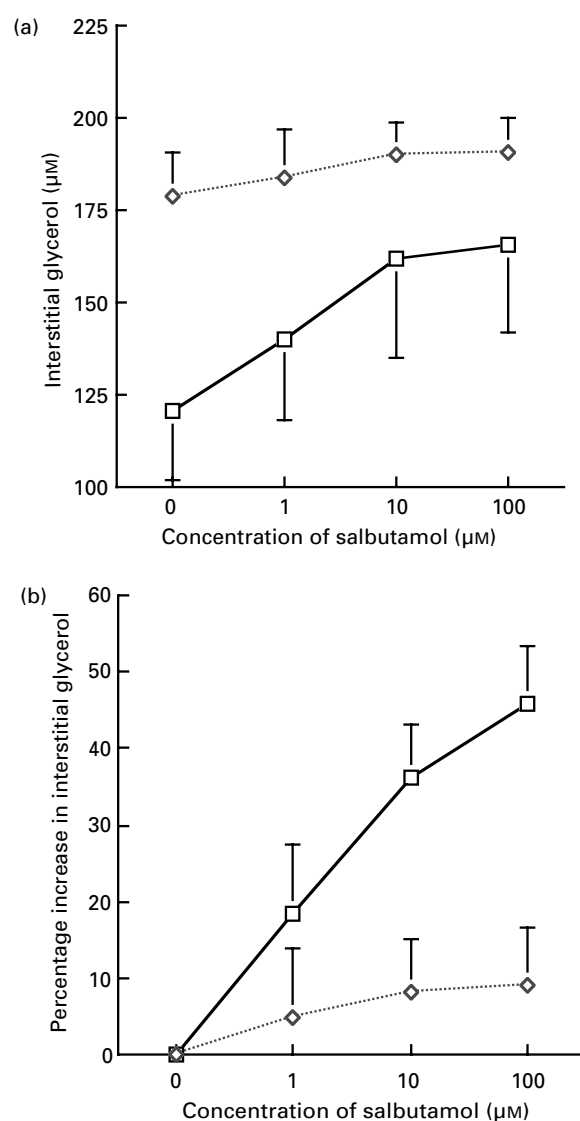 (a)
225
200
175
150
125
100
Interstitial glycerol (µM)
0 1 10 100
Concentration of salbutamol (µM)
(b)
60
50
40
30
20
10
0
Percentage increase in interstitial glycerol
0 1 10 100
Concentration of salbutamol (µM)